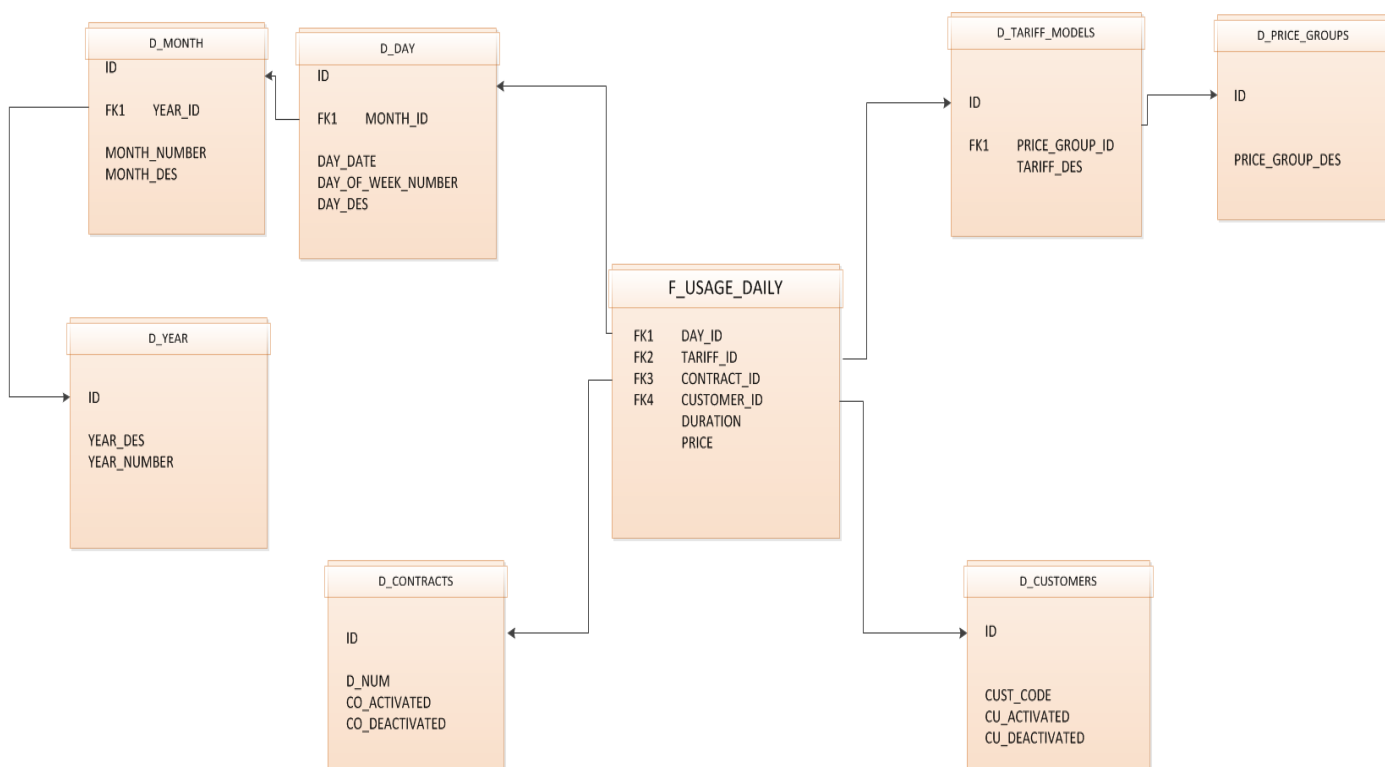 D_MONTH
ID
FK1 YEAR_ID
MONTH_NUMBER
MONTH_DES
D_DAY
ID
FK1 MONTH_ID
DAY_DATE
DAY_OF_WEEK_NUMBER
DAY_DES
D_TARIFF_MODELS
ID
FK1 PRICE_GROUP_ID
TARIFF_DES
D_PRICE_GROUPS
ID
PRICE_GROUP_DES
F_USAGE_DAILY
FK1 DAY_ID
FK2 TARIFF_ID
FK3 CONTRACT_ID
FK4 CUSTOMER_ID
DURATION
PRICE
D_YEAR
ID
YEAR_DES
YEAR_NUMBER
D_CONTRACTS
ID
D_NUM
CO_ACTIVATED
CO_DEACTIVATED
D_CUSTOMERS
ID
CUST_CODE
CU_ACTIVATED
CU_DEACTIVATED